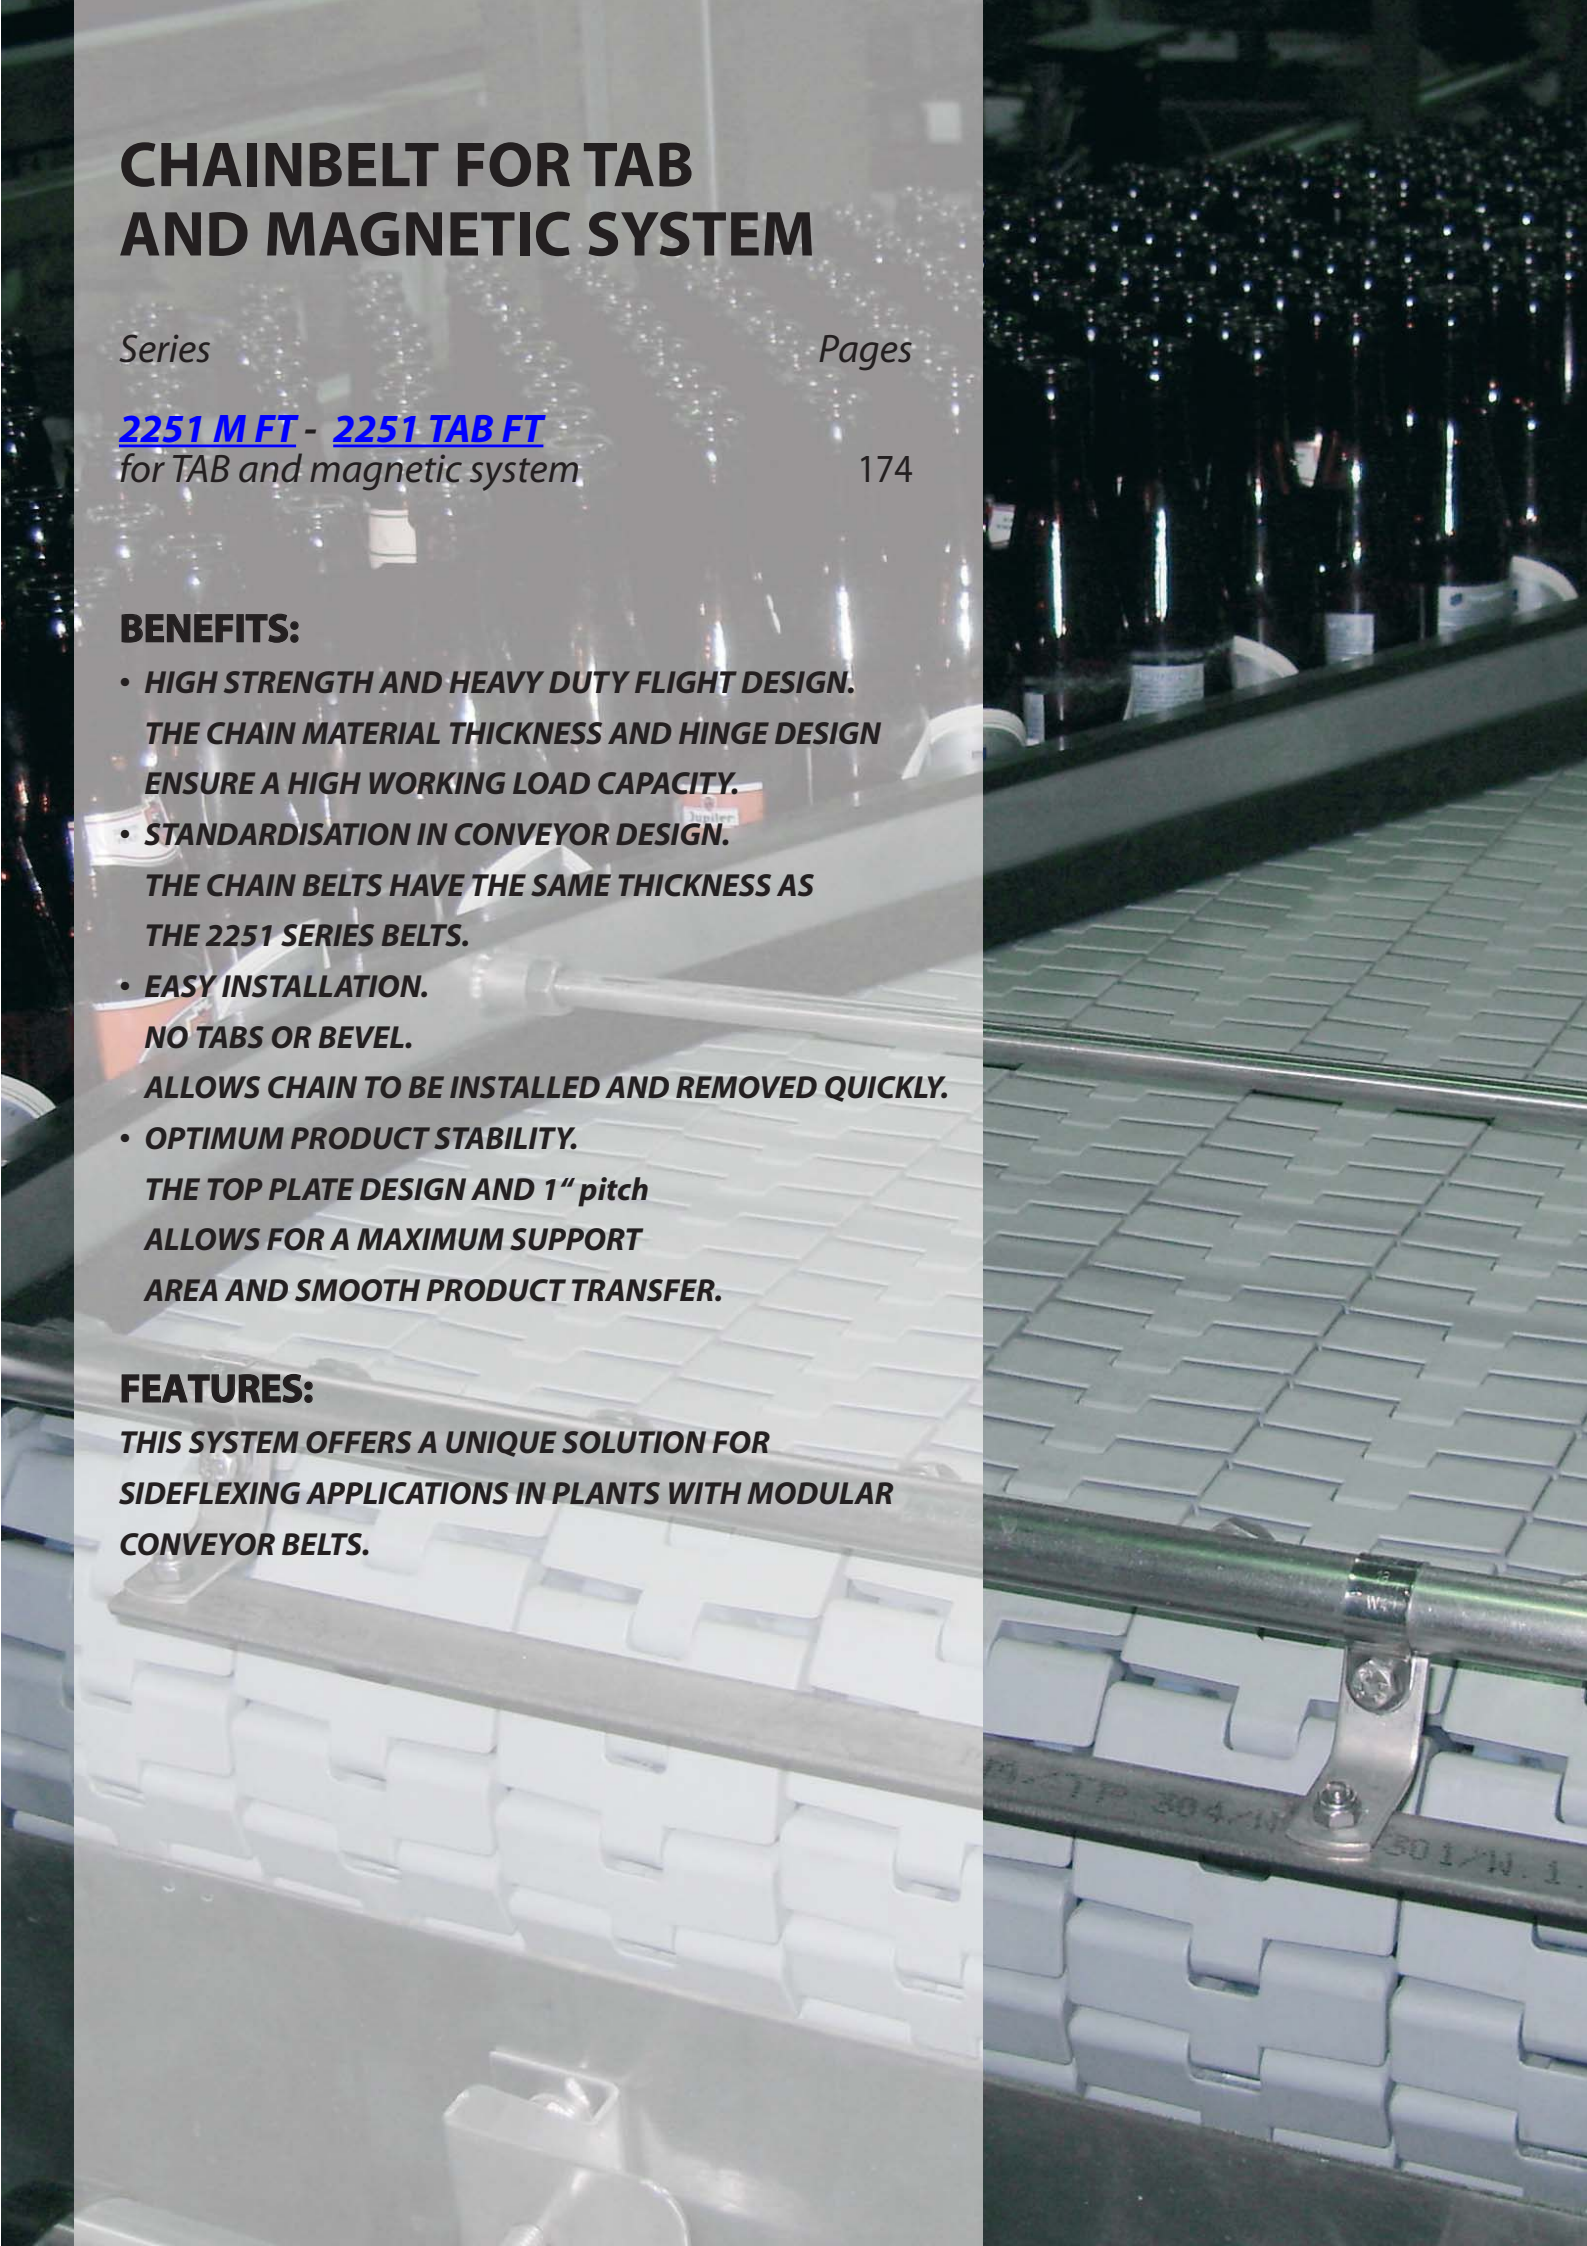 CHAINBELT FOR TAB
AND MAGNETIC SYSTEM
Series Pages
2251 M FT - 2251 TAB FT
for TAB and magnetic system 174
BENEFITS:
• HIGH STRENGTH AND HEAVY DUTY FLIGHT DESIGN.
THE CHAIN MATERIAL THICKNESS AND HINGE DESIGN
ENSURE A HIGH WORKING LOAD CAPACITY.
• STANDARDISATION IN CONVEYOR DESIGN.
THE CHAIN BELTS HAVE THE SAME THICKNESS AS
THE 2251 SERIES BELTS.
• EASY INSTALLATION.
NO TABS OR BEVEL.
ALLOWS CHAIN TO BE INSTALLED AND REMOVED QUICKLY.
• OPTIMUM PRODUCT STABILITY.
THE TOP PLATE DESIGN AND 1“ pitch
ALLOWS FOR A MAXIMUM SUPPORT
AREA AND SMOOTH PRODUCT TRANSFER.
FEATURES:
THIS SYSTEM OFFERS A UNIQUE SOLUTION FOR
SIDEFLEXING APPLICATIONS IN PLANTS WITH MODULAR
CONVEYOR BELTS.
Jupiler
TP 304/W 301/W.1.